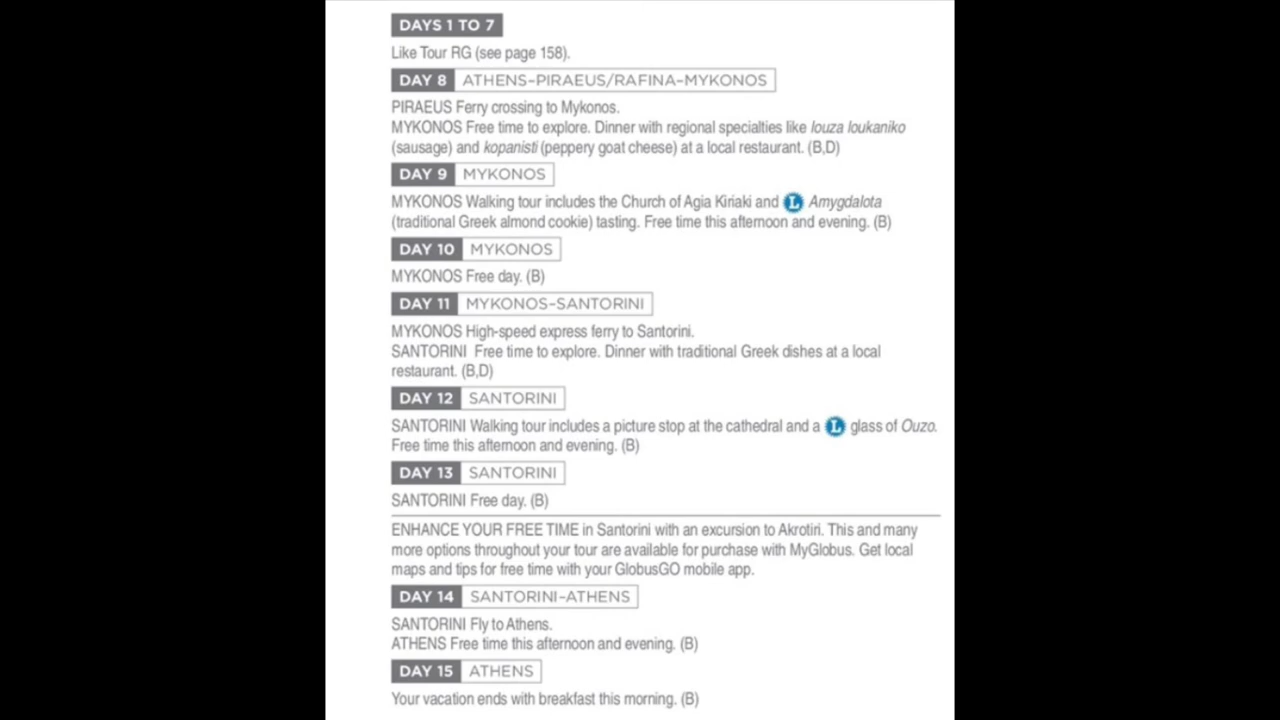 DAYS 1 TO 7
Like Tour RG (see page 158).
DAY 8 ATHENS–PIRAEUS/RAFINA–MYKONOS
PIRAEUS Ferry crossing to Mykonos.
MYKONOS Free time to explore. Dinner with regional specialties like louza loukaniko
(sausage) and kopanisti (peppery goat cheese) at a local restaurant. (B,D)
DAY 9 MYKONOS
MYKONOS Walking tour includes the Church of Agia Kiriaki and L Amygdalota
(traditional Greek almond cookie) tasting. Free time this afternoon and evening. (B)
DAY 10 MYKONOS
MYKONOS Free day. (B)
DAY 11 MYKONOS–SANTORINI
MYKONOS High-speed express ferry to Santorini.
SANTORINI Free time to explore. Dinner with traditional Greek dishes at a local
restaurant. (B,D)
DAY 12 SANTORINI
SANTORINI Walking tour includes a picture stop at the cathedral and a L glass of Ouzo.
Free time this afternoon and evening. (B)
DAY 13 SANTORINI
SANTORINI Free day. (B)
ENHANCE YOUR FREE TIME in Santorini with an excursion to Akrotiri. This and many
more options throughout your tour are available for purchase with MyGlobus. Get local
maps and tips for free time with your GlobusGO mobile app.
DAY 14 SANTORINI–ATHENS
SANTORINI Fly to Athens.
ATHENS Free time this afternoon and evening. (B)
DAY 15 ATHENS
Your vacation ends with breakfast this morning. (B)